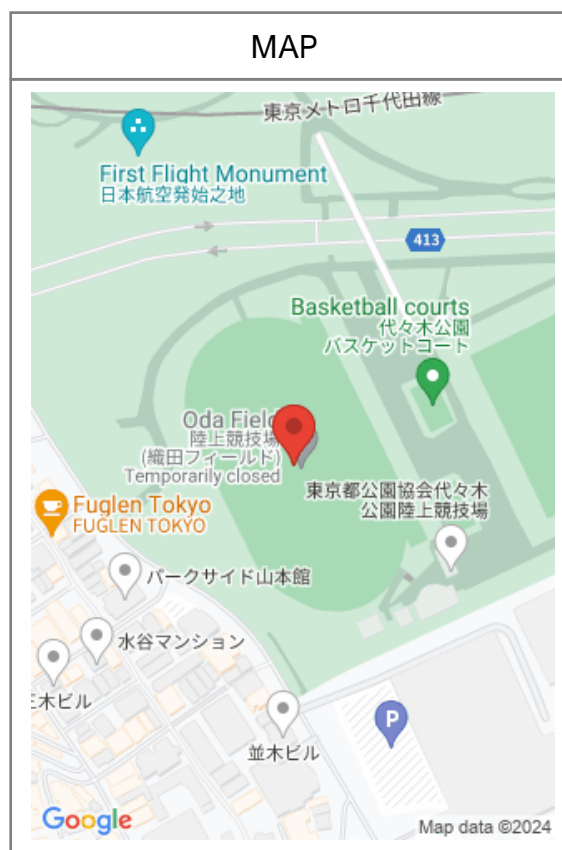 MAP
東京メトロ千代田線
First Flight Monument
日本航空発始之地
413
Basketball courts
代々木公園
バスケットコート
Oda Field
陸上競技場
(織田フィールド)
Temporarily closed
東京都公園協会代々木
公園陸上競技場
Fuglen Tokyo
FUGLEN TOKYO
パークサイド山本館
水谷マンション
三木ビル
P
並木ビル
Google
Map data ©2024